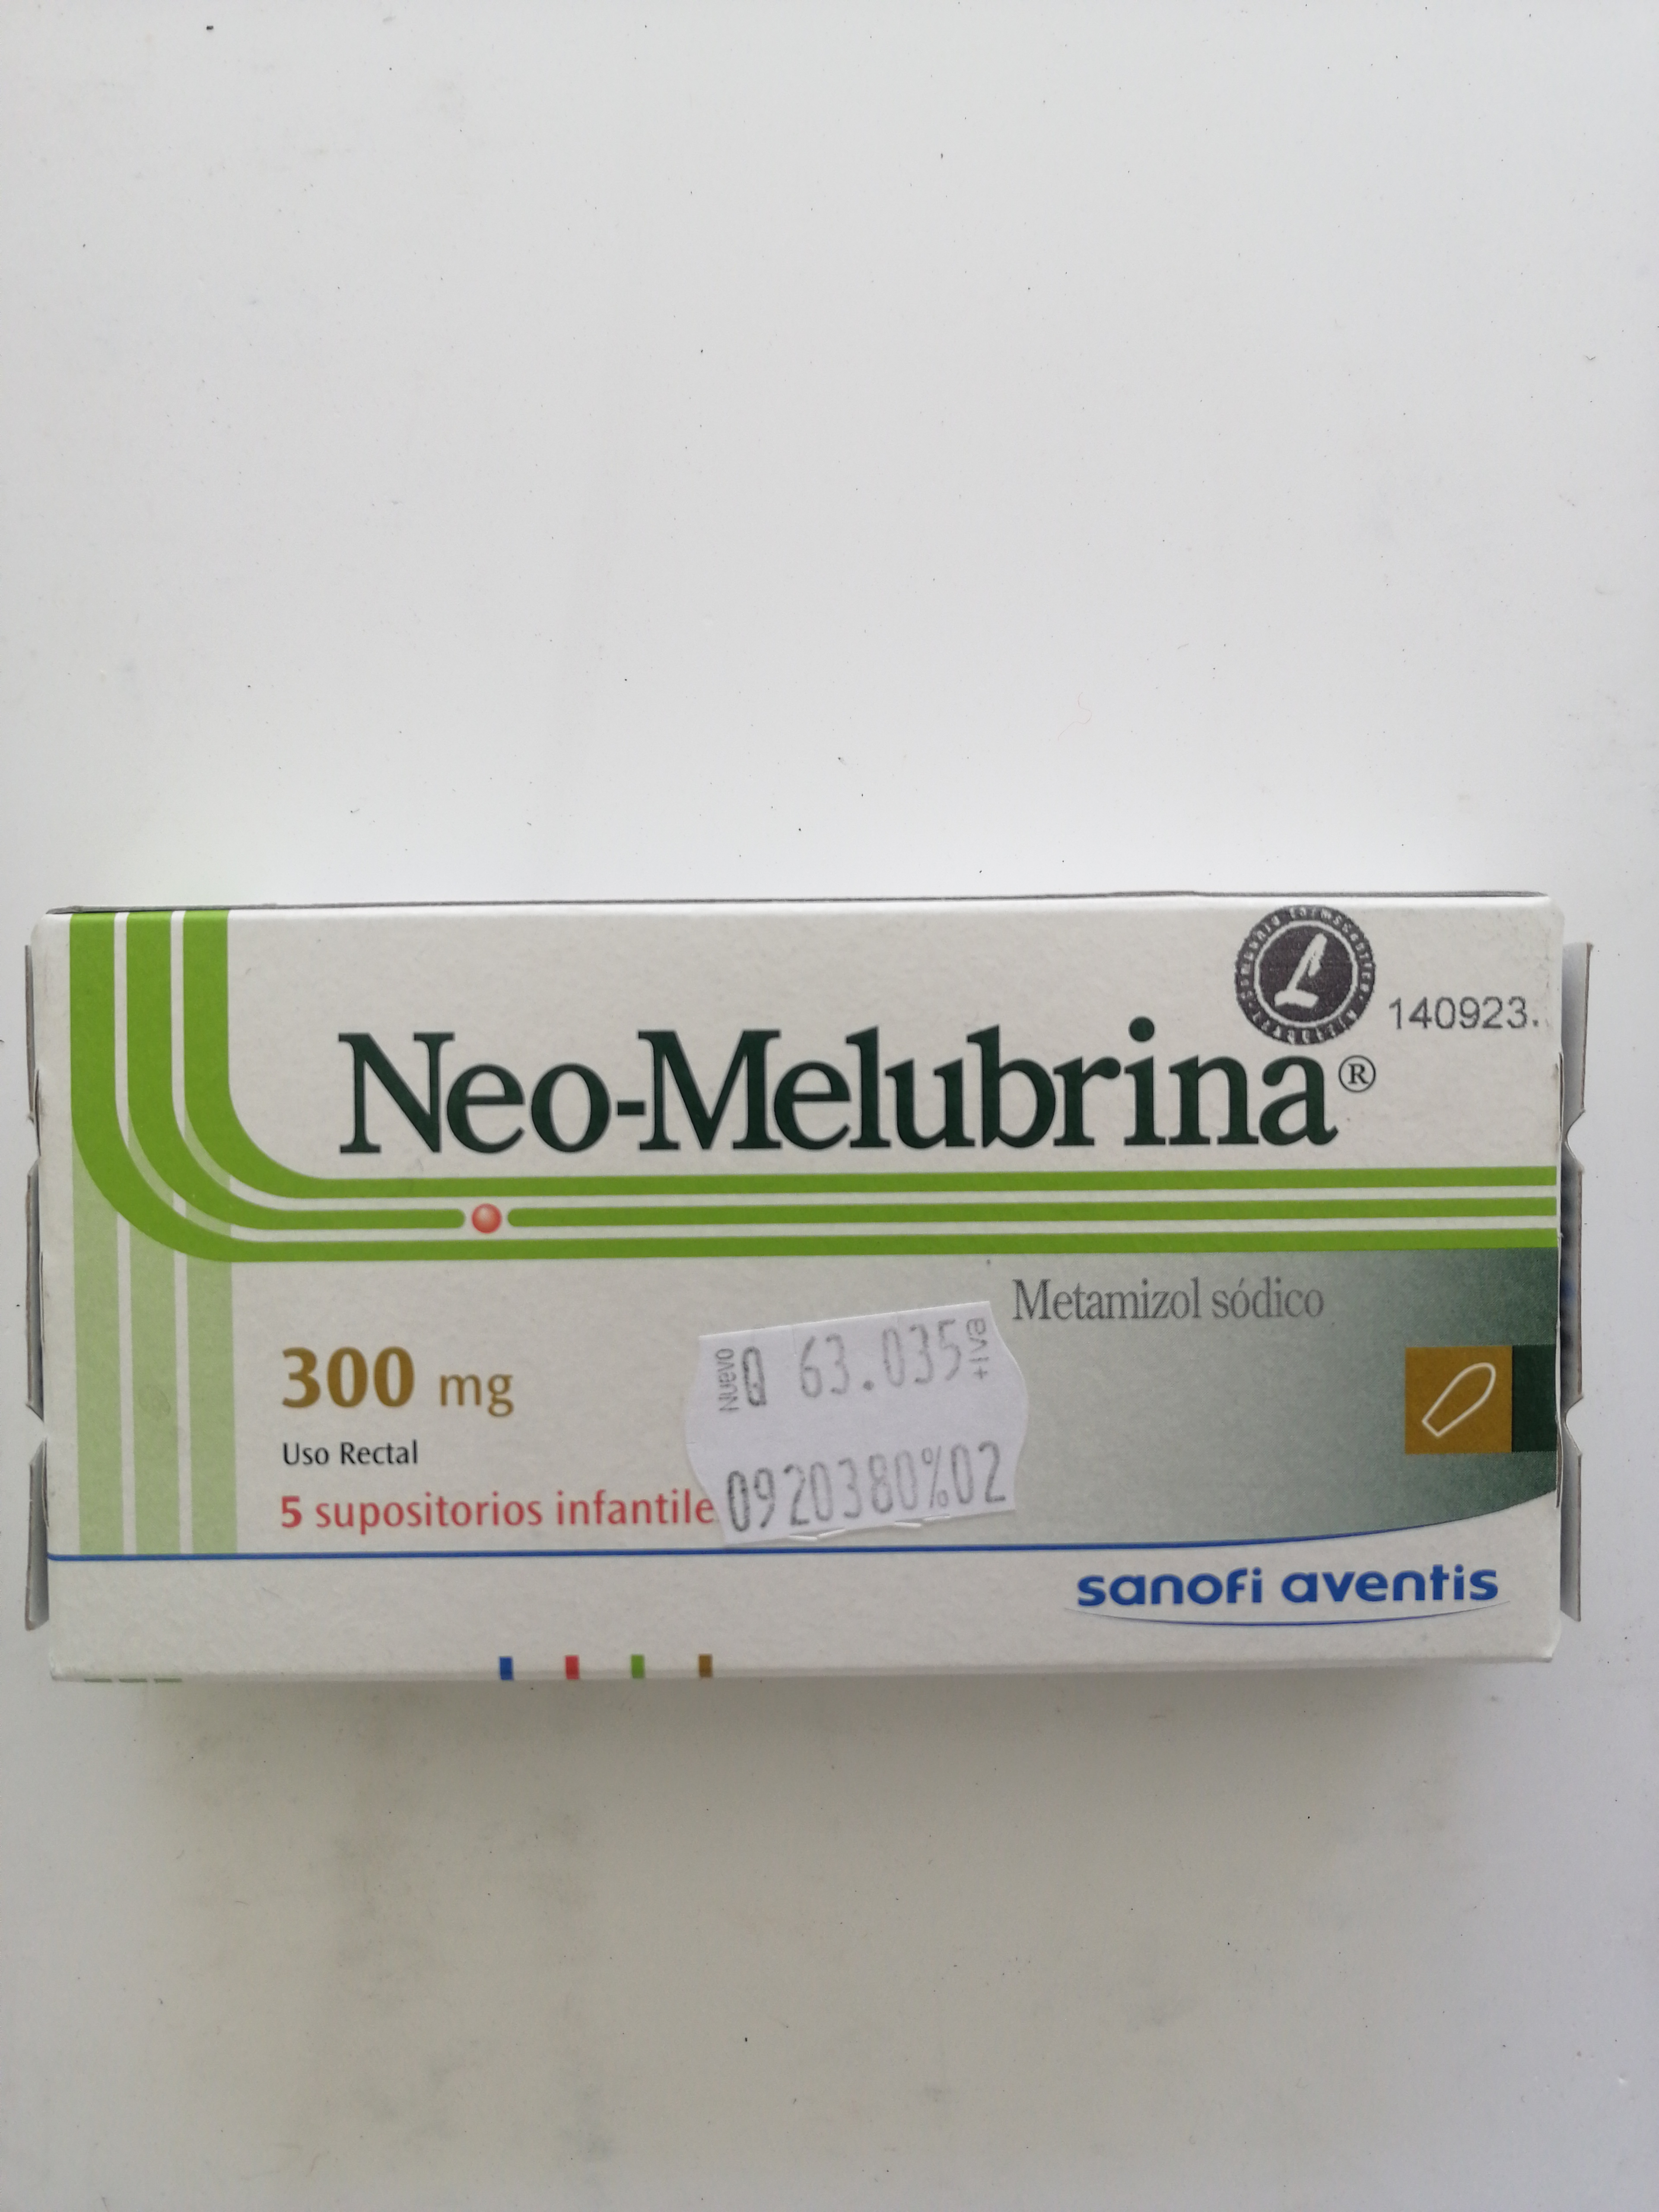 140923.
Neo-Melubrina®
Metamizol sódico
300 mg
Uso Rectal
5 supositorios infantile
Nuevo Q 63.035 +iva
0920380%02
sanofi aventis